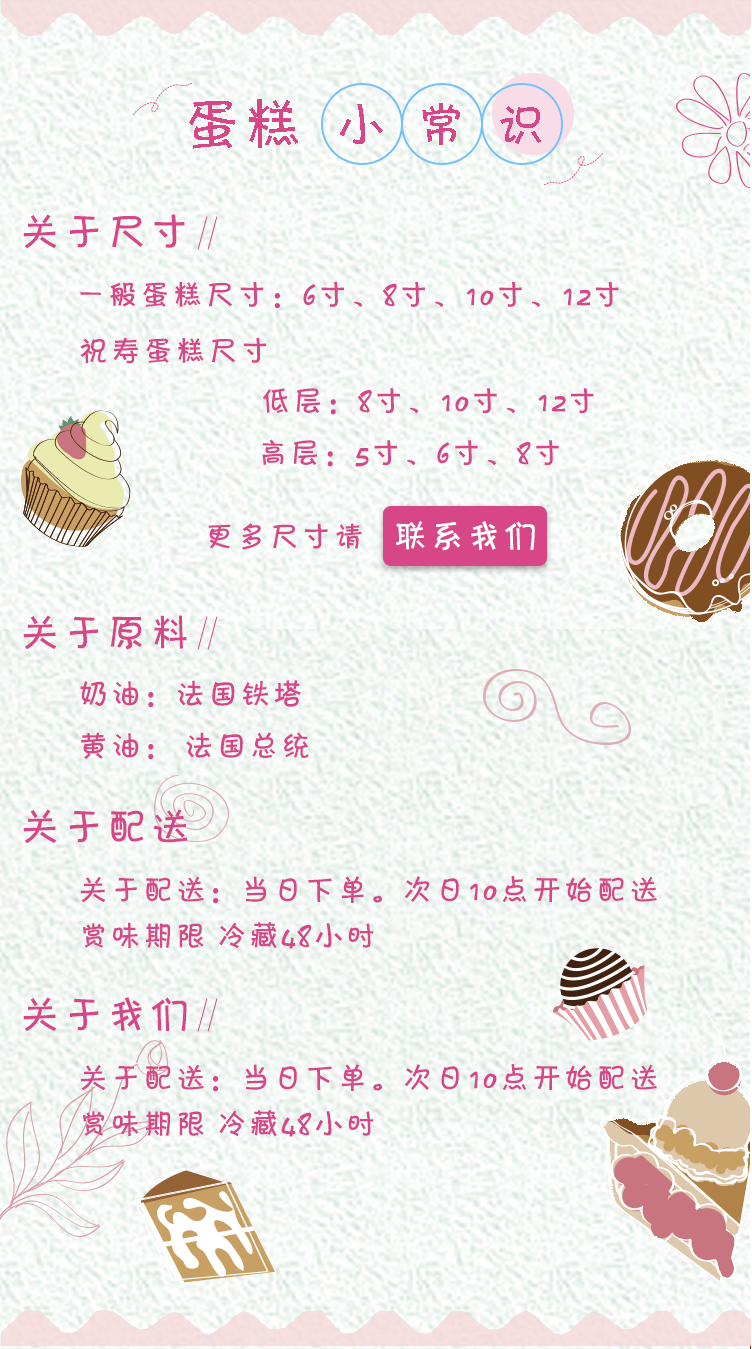 蛋糕小常识
关于尺寸//
一般蛋糕尺寸：6寸、8寸、10寸、12寸
祝寿蛋糕尺寸
低层：8寸、10寸、12寸
高层：5寸、6寸、8寸
更多尺寸请 联系我们
关于原料//
奶油：法国铁塔
黄油： 法国总统
关于配送
关于配送：当日下单。次日10点开始配送
赏味期限 冷藏48小时
关于我们//
关于配送：当日下单。次日10点开始配送
赏味期限 冷藏48小时